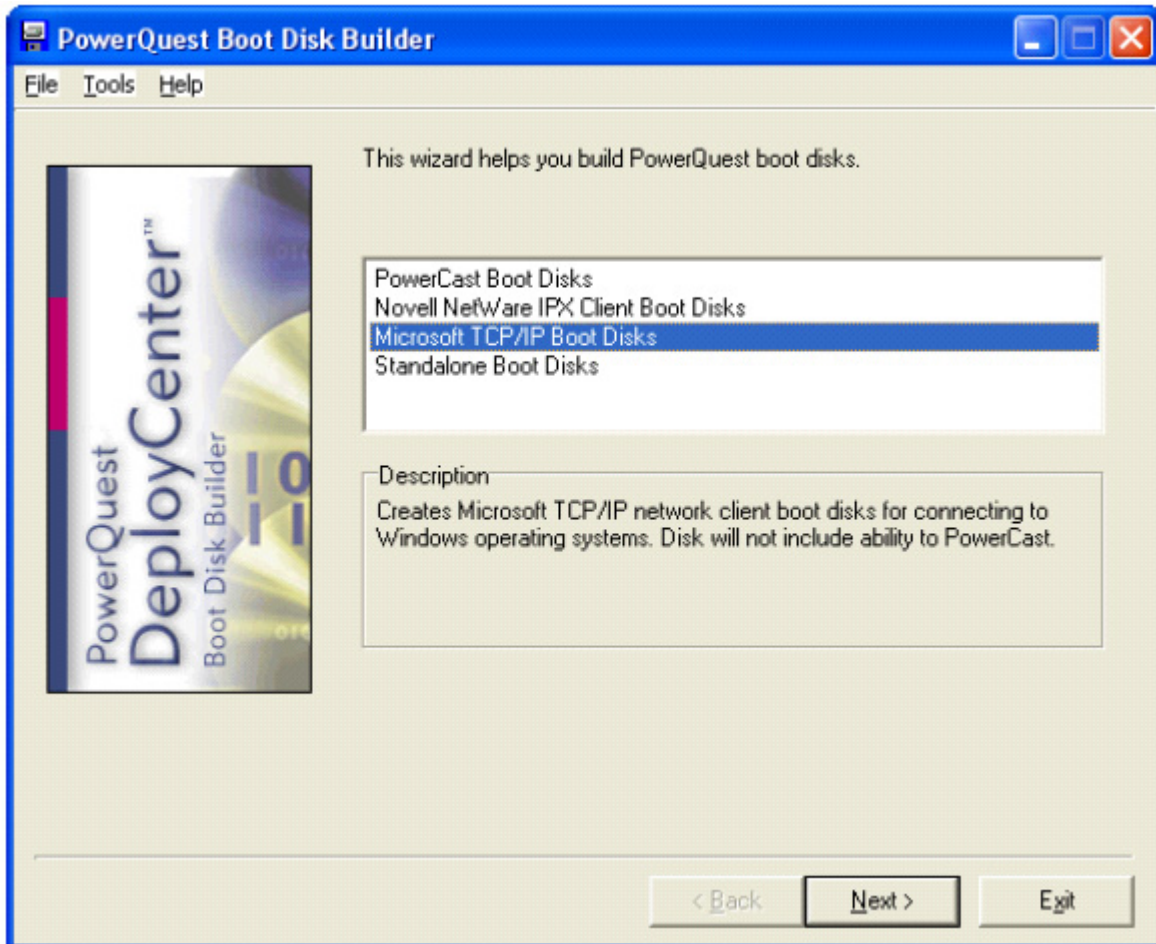 PowerQuest Boot Disk Builder
File Tools Help
This wizard helps you build PowerQuest boot disks.
PowerQuest
DeployCenter™
Boot Disk Builder
10
11
PowerCast Boot Disks
Novell NetWare IPX Client Boot Disks
Microsoft TCP/IP Boot Disks
Standalone Boot Disks
Description
Creates Microsoft TCP/IP network client boot disks for connecting to
Windows operating systems. Disk will not include ability to PowerCast.
< Back Next > Exit